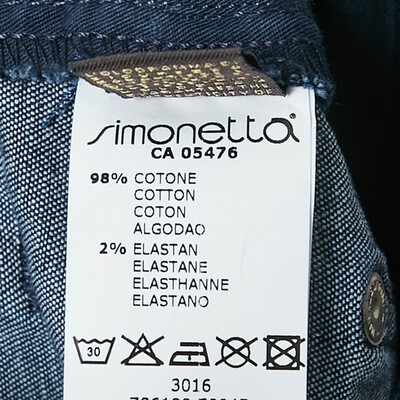 simonetta
CA 05476
98% COTONE
COTTON
COTON
ALGODAO
2% ELASTAN
ELASTANE
ELASTHANNE
ELASTANO
30
3016